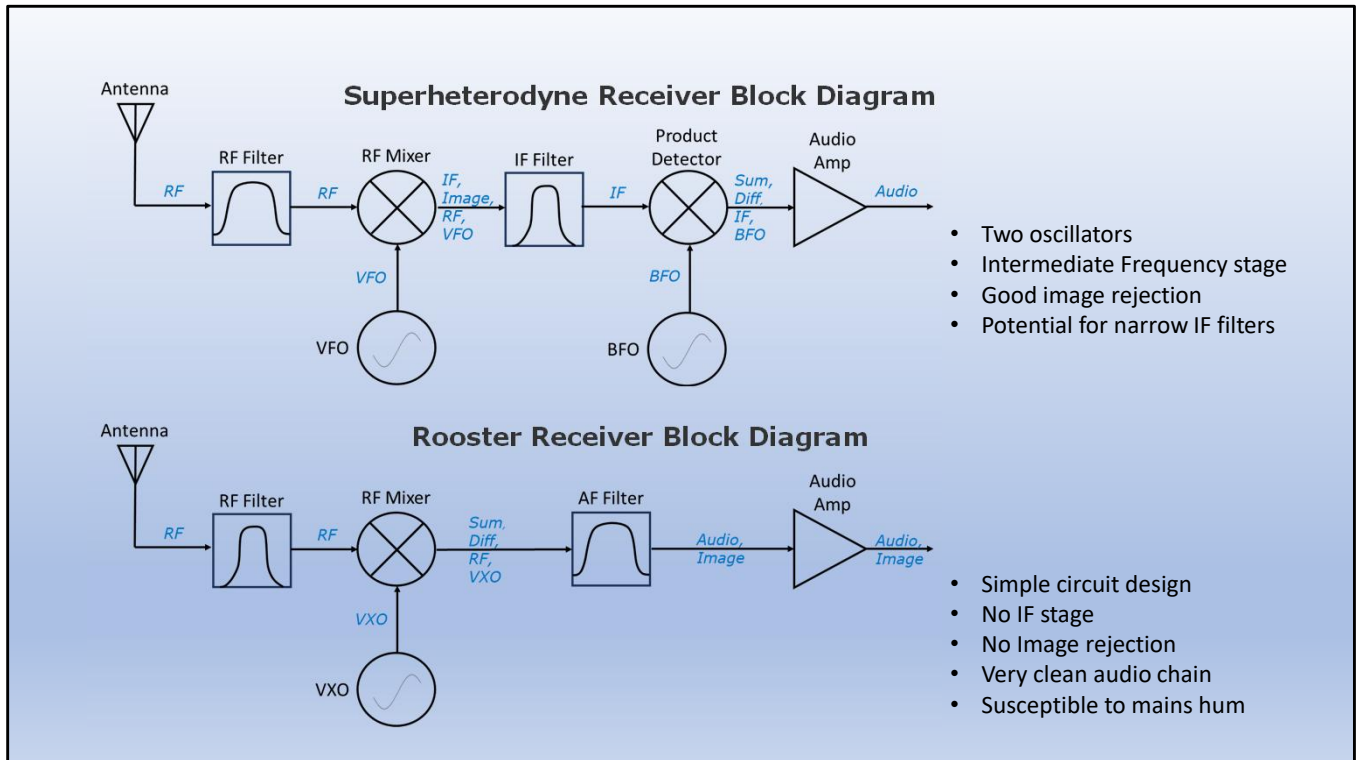 Superheterodyne Receiver Block Diagram
Antenna
RF
RF Filter
RF
RF Mixer
IF,
Image,
RF,
VFO
IF Filter
IF
Product
Detector
Sum,
Diff,
IF,
BFO
Audio
Amp
Audio
VFO
VFO
BFO
BFO
• Two oscillators
• Intermediate Frequency stage
• Good image rejection
• Potential for narrow IF filters
Rooster Receiver Block Diagram
Antenna
RF
RF Filter
RF
RF Mixer
Sum,
Diff,
RF,
VXO
AF Filter
Audio,
Image
Audio
Amp
Audio,
Image
VXO
VXO
• Simple circuit design
• No IF stage
• No Image rejection
• Very clean audio chain
• Susceptible to mains hum